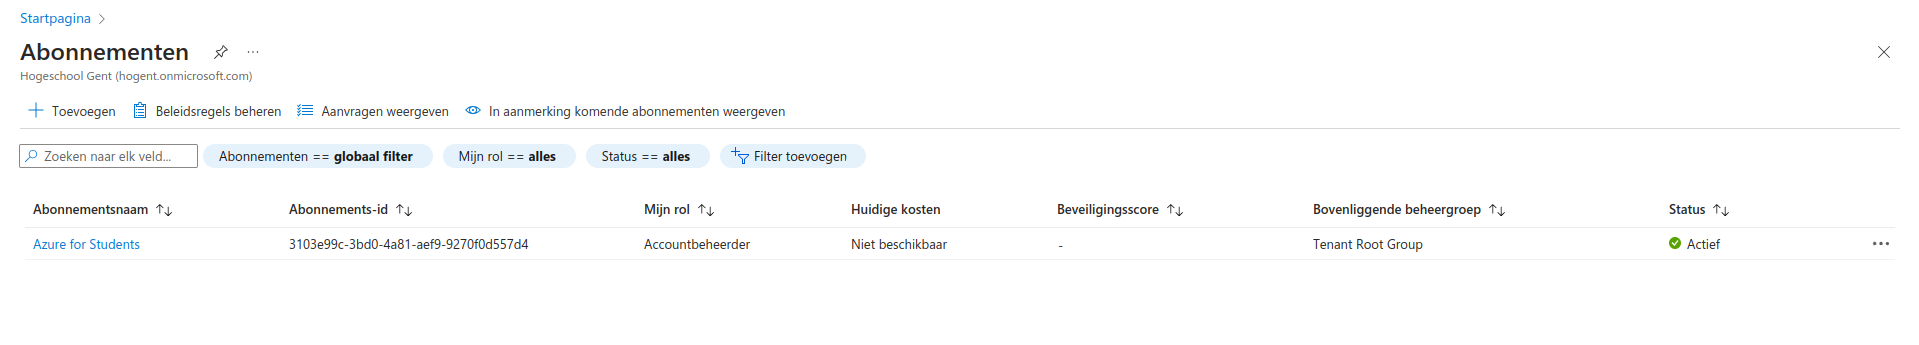 Startpagina
Abonnementen
Hogeschool Gent (hogent.onmicrosoft.com)
Toevoegen Beleidsregels beheren Aanvragen weergeven In aanmerking komende abonnementen weergeven
Zoeken naar elk veld... Abonnementen == globaal filter Mijn rol == alles Status == alles Filter toevoegen
Abonnementsnaam Abonnements-id Mijn rol Huidige kosten Beveiligingsscore Bovenliggende beheergroep Status
Azure for Students 3103e99c-3bd0-4a81-aef9-9270f0d557d4 Accountbeheerder Niet beschikbaar - Tenant Root Group Actief